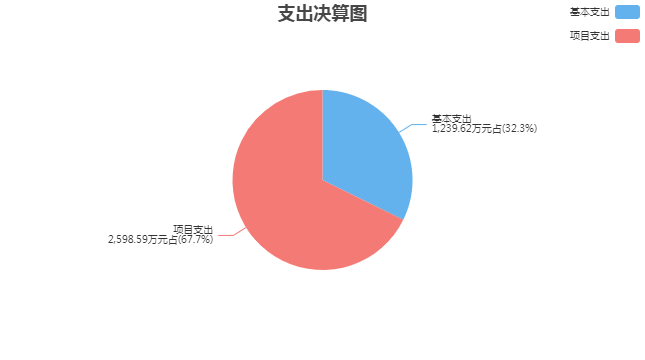 支出决算图
基本支出
项目支出
基本支出
1,239.62万元占(32.3%)
项目支出
2,598.59万元占(67.7%)